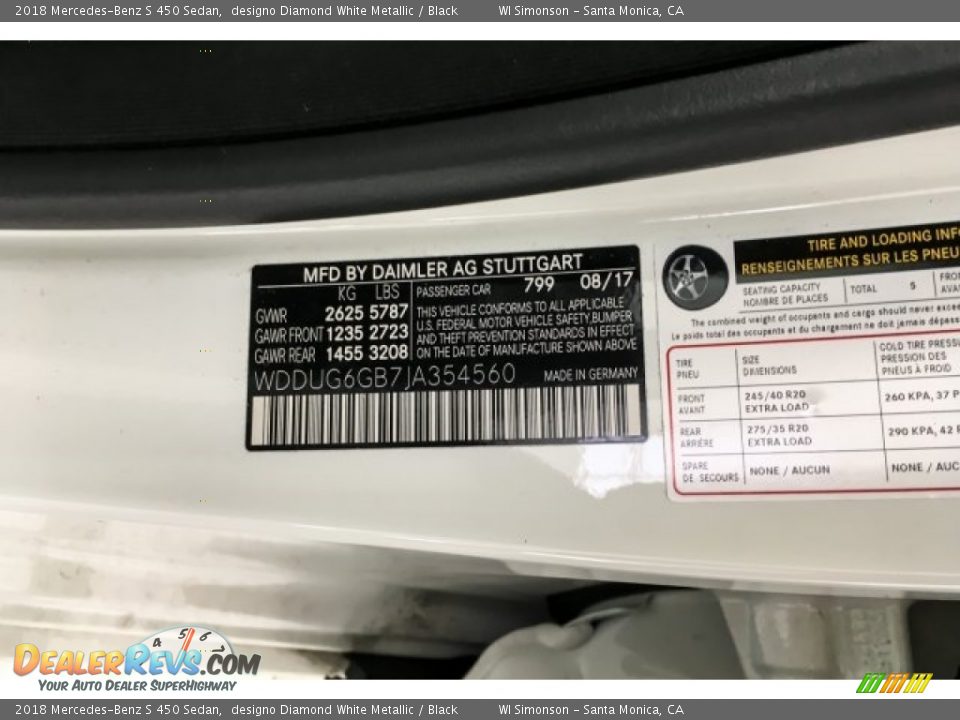 2018 Mercedes-Benz S 450 Sedan, designo Diamond White Metallic / Black WI Simonson - Santa Monica, CA
MFD BY DAIMLER AG STUTTGART
KG LBS
GVWR 2625 5787
GAWR FRONT 1235 2723
GAWR REAR 1455 3208
PASSENGER CAR 799 08/17
THIS VEHICLE CONFORMS TO ALL APPLICABLE
U.S. FEDERAL MOTOR VEHICLE SAFETY, BUMPER
AND THEFT PREVENTION STANDARDS IN EFFECT
ON THE DATE OF MANUFACTURE SHOWN ABOVE
WDDUG6GB7JA354560 MADE IN GERMANY
TIRE AND LOADING INFO
RENSEIGNEMENTS SUR LES PNEU
SEATING CAPACITY
NOMBRE DE PLACES
TOTAL 5
FRON
AVA
The combined weight of occupants and cargo should never excee
Le poids total des occupants et du chargement ne doit jamais dépass
TIRE
PNEU
SIZE
DIMENSIONS
COLD TIRE PRESSU
PRESSION DES
PNEUS À FROID
FRONT
AVANT
245/40 R20
EXTRA LOAD
260 KPA, 37 P
REAR
ARRIÈRE
275/35 R20
EXTRA LOAD
290 KPA, 42 P
SPARE
DE SECOURS
NONE / AUCUN
NONE / AUC
4 5 6
DEALERREVS.COM
YOUR AUTO DEALER SUPERHIGHWAY
2018 Mercedes-Benz S 450 Sedan, designo Diamond White Metallic / Black WI Simonson - Santa Monica, CA